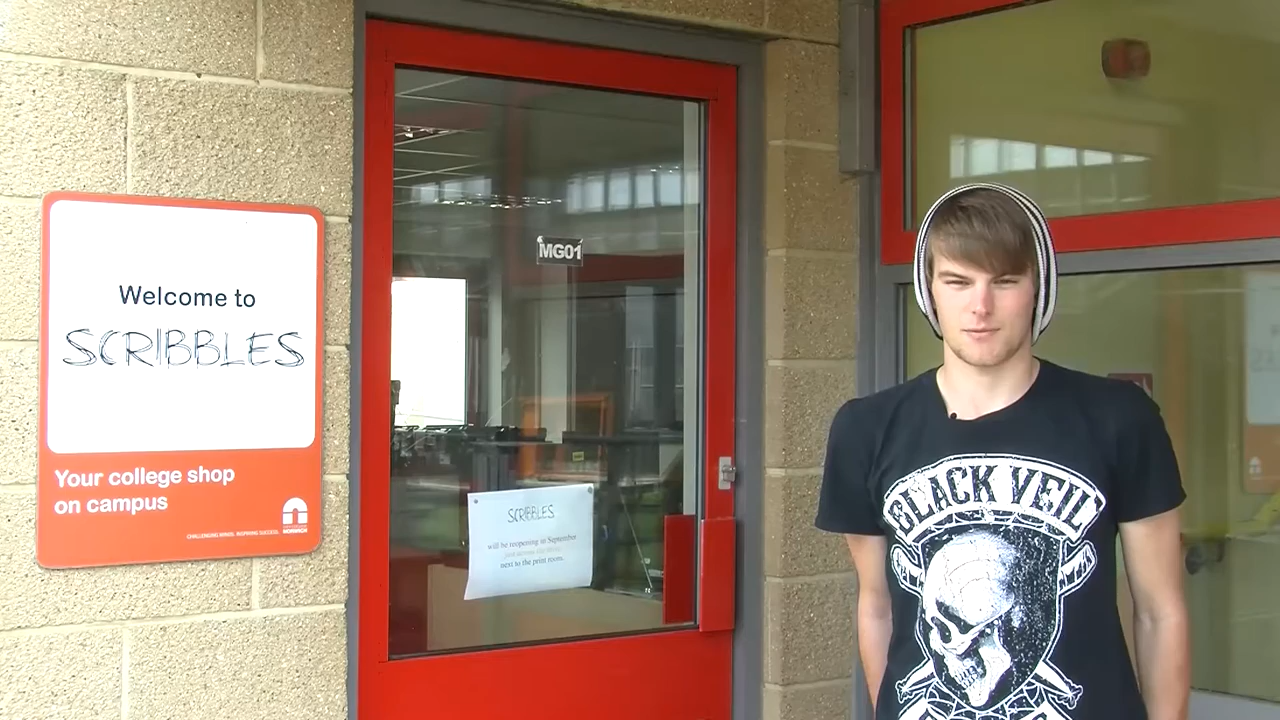 Welcome to
SCRIBBLES
Your college shop
on campus
CHALLENGING MINDS. INSPIRING SUCCESS.
NORWICH
MG01
SCRIBBLES
will be reopening in September
next to the print room.
BLACK VEIL